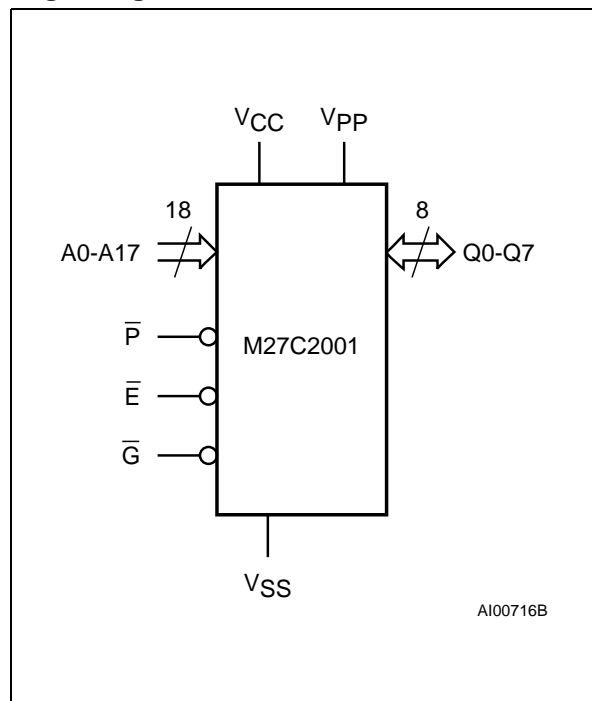 VCC VPP
18 8
A0-A17 Q0-Q7
P̅
M27C2001
E̅
G̅
VSS
AI00716B